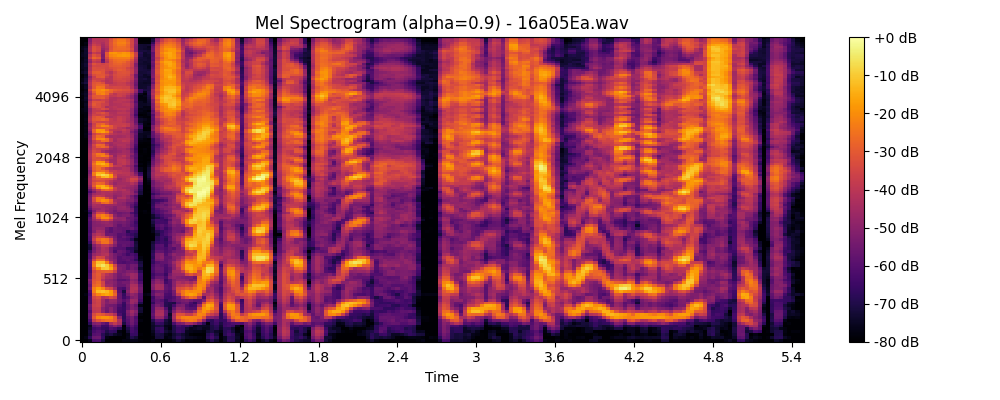 Mel Spectrogram (alpha=0.9) - 16a05Ea.wav
Mel Frequency
4096
2048
1024
512
0
0 0.6 1.2 1.8 2.4 3 3.6 4.2 4.8 5.4
Time
+0 dB
-10 dB
-20 dB
-30 dB
-40 dB
-50 dB
-60 dB
-70 dB
-80 dB